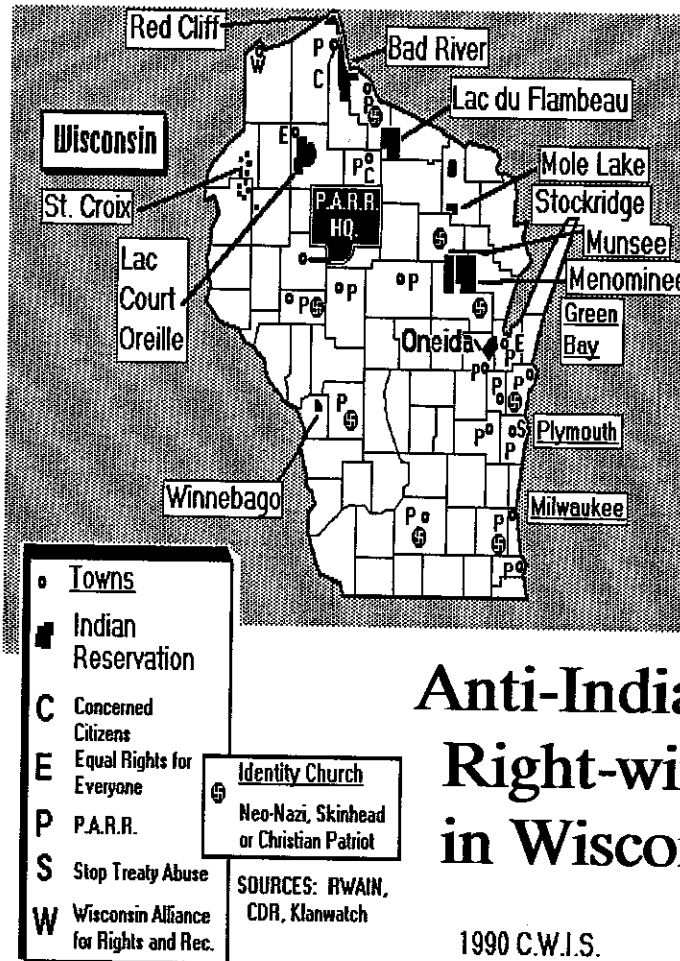 Red Cliff
Bad River
Lac du Flambeau
Wisconsin
Mole Lake
St. Croix
Stockridge
Munsee
P.A.R.R.
HQ.
Lac
Court
Oreille
Menominee
Green
Bay
Oneida
Plymouth
Winnebago
Milwaukee
W
P
C
P
E
P
C
P
P
P
E
P
P
P
P
P
P
S
P
P
P
P
Towns
Indian
Reservation
C Concerned
Citizens
E Equal Rights for
Everyone
P P.A.R.R.
S Stop Treaty Abuse
W Wisconsin Alliance
for Rights and Rec.
Identity Church
Neo-Nazi, Skinhead
or Christian Patriot
SOURCES: RWAIN,
CDR, Klanwatch
Anti-India
Right-wi
in Wisco
1990 C.W.I.S.